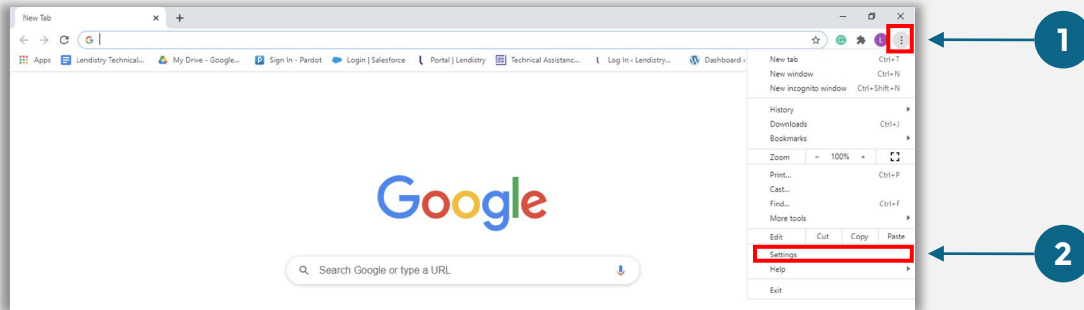 New Tab
1
Apps Lendistry Technical... My Drive - Google... Sign In - Pardot Login | Salesforce Portal | Lendistry Technical Assistanc... Log In ‹ Lendistry... Dashboard ‹
New tab Ctrl+T
New window Ctrl+N
New incognito window Ctrl+Shift+N
History
Downloads Ctrl+J
Bookmarks
Zoom - 100% +
Print... Ctrl+P
Cast...
Find... Ctrl+F
More tools
Edit Cut Copy Paste
Settings
2
Help
Exit
Google
Search Google or type a URL